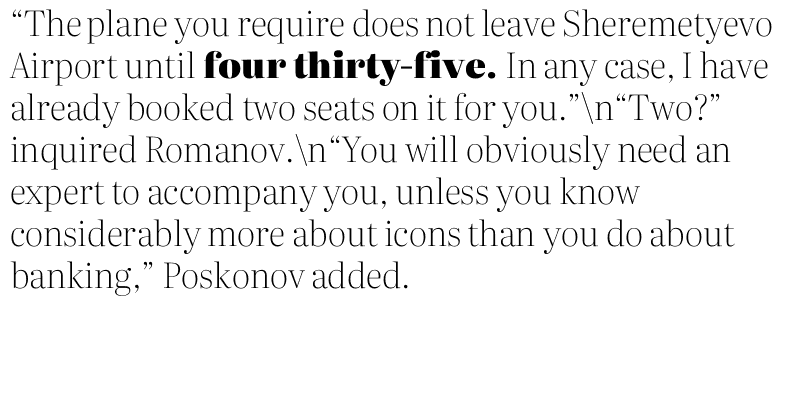 “The plane you require does not leave Sheremetyevo
Airport until four thirty-five. In any case, I have
already booked two seats on it for you.”\n“Two?”
inquired Romanov.\n“You will obviously need an
expert to accompany you, unless you know
considerably more about icons than you do about
banking,” Poskonov added.